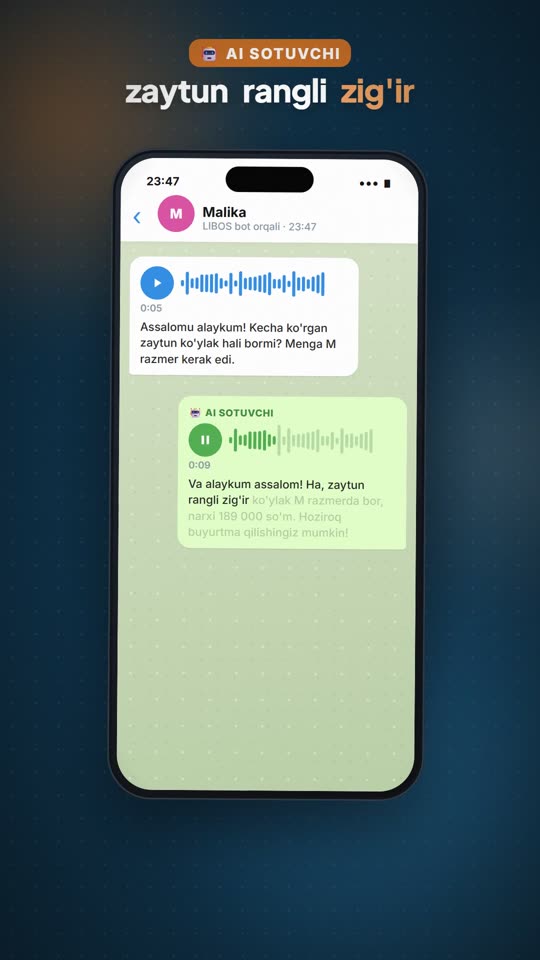 AI SOTUVCHI
zaytun rangli zig'ir
23:47
M
Malika
LIBOS bot orqali · 23:47
0:05
Assalomu alaykum! Kecha ko'rgan
zaytun ko'ylak hali bormi? Menga M
razmer kerak edi.
AI SOTUVCHI
0:09
Va alaykum assalom! Ha, zaytun
rangli zig'ir ko'ylak M razmerda bor,
narxi 189 000 so'm. Hoziroq
buyurtma qilishingiz mumkin!